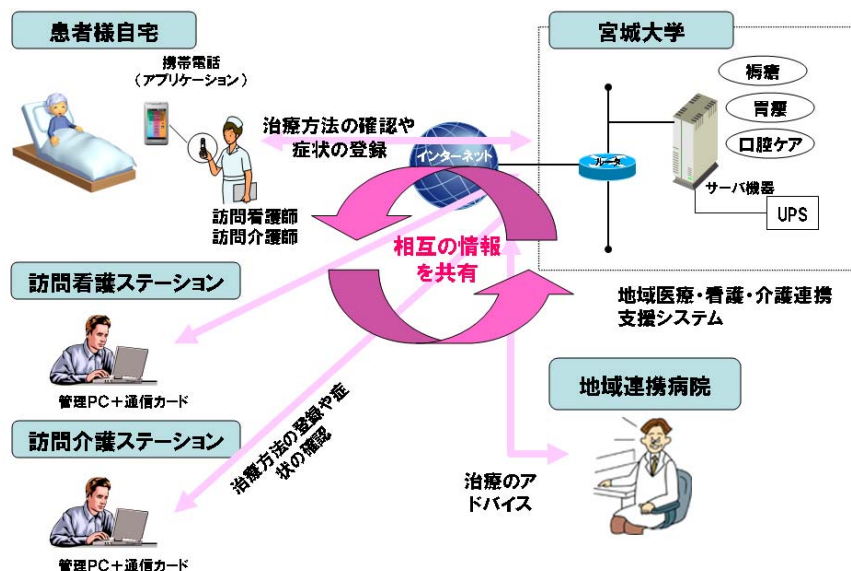 患者様自宅
携帯電話
（アプリケーション）
治療方法の確認や
症状の登録
訪問看護師
訪問介護師
インターネット
宮城大学
褥瘡
胃瘻
口腔ケア
ルータ
サーバ機器
UPS
相互の情報
を共有
地域医療・看護・介護連携
支援システム
訪問看護ステーション
管理PC＋通信カード
訪問介護ステーション
管理PC＋通信カード
治療方法の登録や症
状の確認
地域連携病院
治療のア
ドバイス